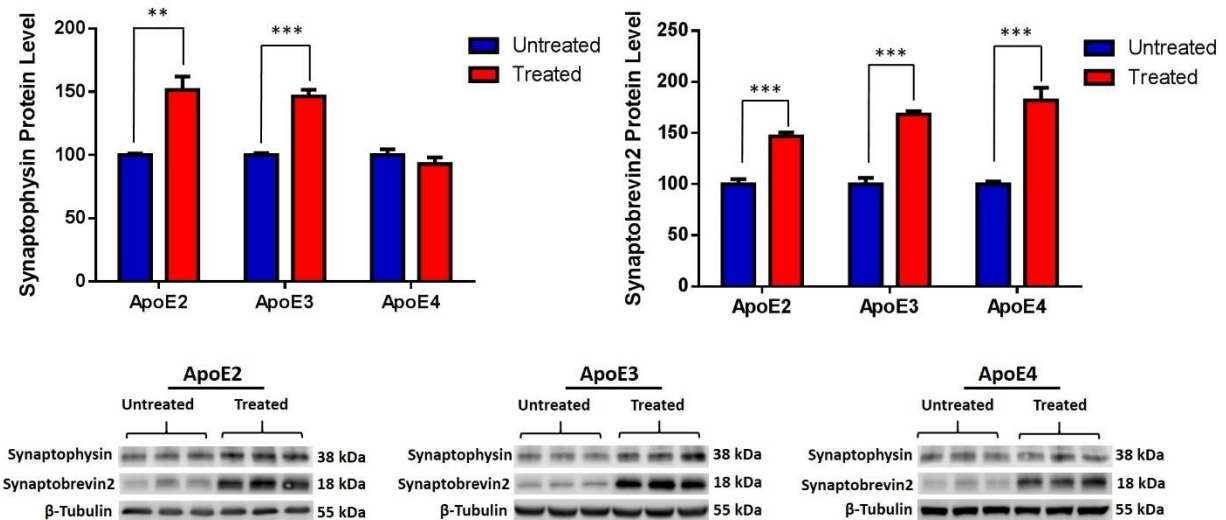 Synaptophysin Protein Level
200
150
100
50
0
**
***
ApoE2
ApoE3
ApoE4
Untreated
Treated
Synaptobrevin2 Protein Level
250
200
150
100
50
0
***
***
***
ApoE2
ApoE3
ApoE4
Untreated
Treated
ApoE2
Untreated Treated
Synaptophysin 38 kDa
Synaptobrevin2 18 kDa
β-Tubulin 55 kDa
ApoE3
Untreated Treated
Synaptophysin 38 kDa
Synaptobrevin2 18 kDa
β-Tubulin 55 kDa
ApoE4
Untreated Treated
Synaptophysin 38 kDa
Synaptobrevin2 18 kDa
β-Tubulin 55 kDa